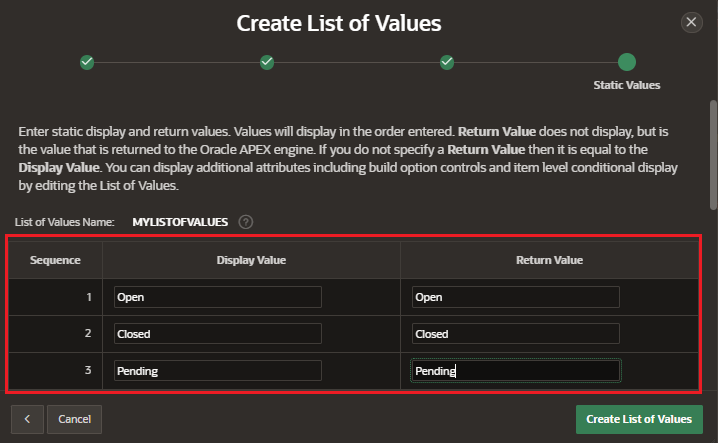 Create List of Values
Static Values
Enter static display and return values. Values will display in the order entered. Return Value does not display, but is
the value that is returned to the Oracle APEX engine. If you do not specify a Return Value then it is equal to the
Display Value. You can display additional attributes including build option controls and item level conditional display
by editing the List of Values.
List of Values Name: MYLISTOFVALUES ?
Sequence Display Value Return Value
1 Open Open
2 Closed Closed
3 Pending Pending
Cancel Create List of Values